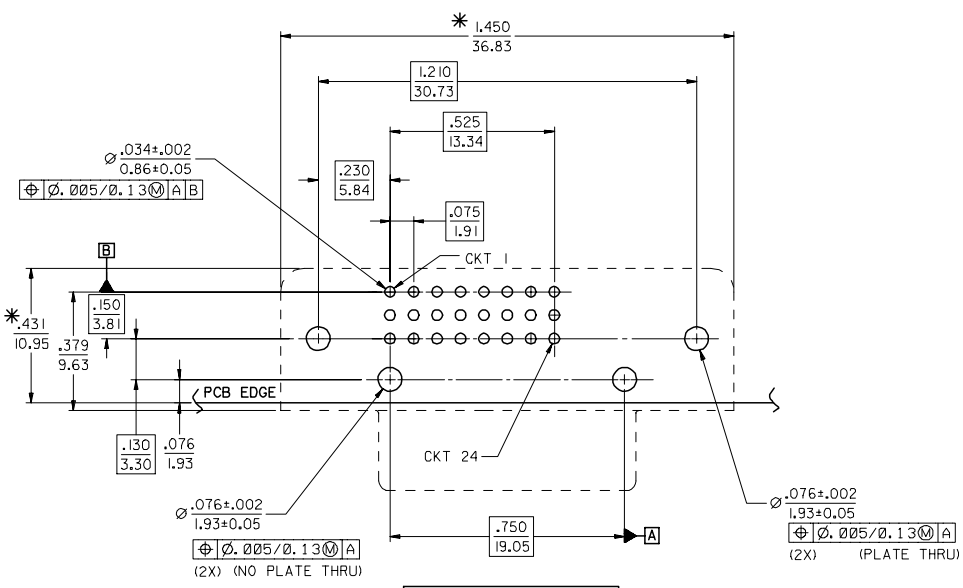 * 1.450
36.83
1.210
30.73
.525
13.34
⌀ .034±.002
0.86±0.05
⌖ Ø.005/0.13Ⓜ A B
.230
5.84
.075
1.91
CKT 1
B
.150
3.81
* .431
10.95
.379
9.63
PCB EDGE
.130
3.30
.076
1.93
CKT 24
⌀ .076±.002
1.93±0.05
⌖ Ø.005/0.13Ⓜ A
(2X) (NO PLATE THRU)
.750
19.05
A
⌀ .076±.002
1.93±0.05
⌖ Ø.005/0.13Ⓜ A
(2X) (PLATE THRU)